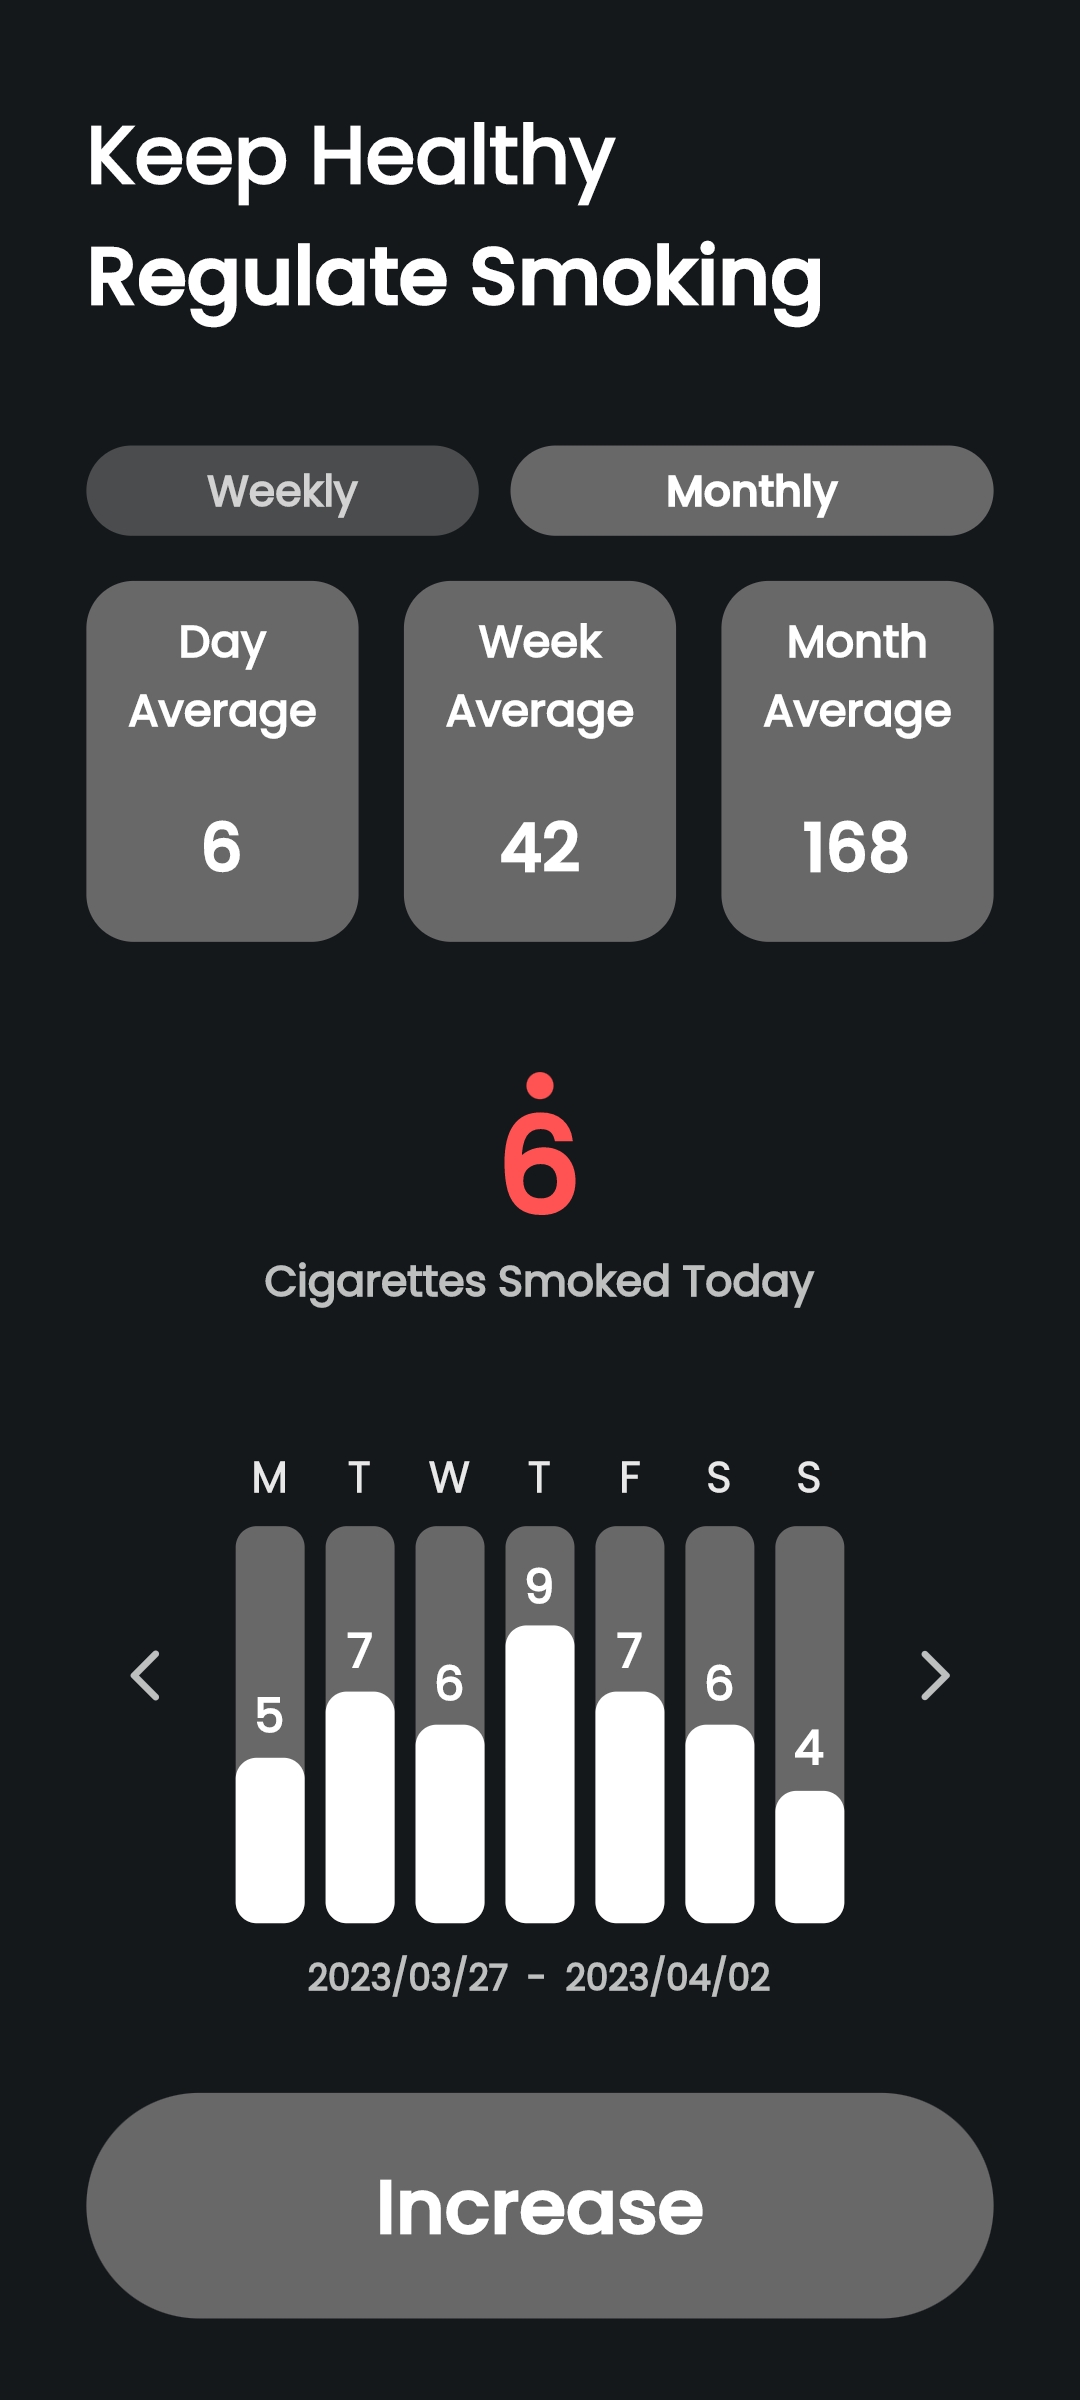 Keep Healthy
Regulate Smoking
Weekly Monthly
Day Week Month
Average Average Average
6 42 168
6
Cigarettes Smoked Today
M T W T F S S
5 7 6 9 7 6 4
2023/03/27 - 2023/04/02
Increase